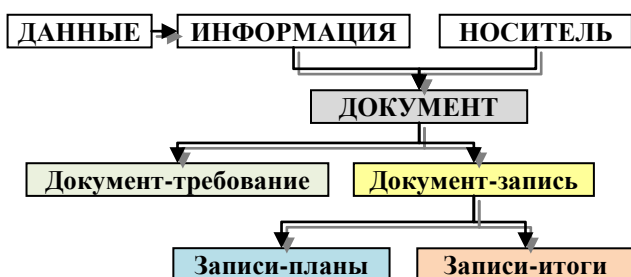 ДАННЫЕ ИНФОРМАЦИЯ НОСИТЕЛЬ
ДОКУМЕНТ
Документ-требование Документ-запись
Записи-планы Записи-итоги